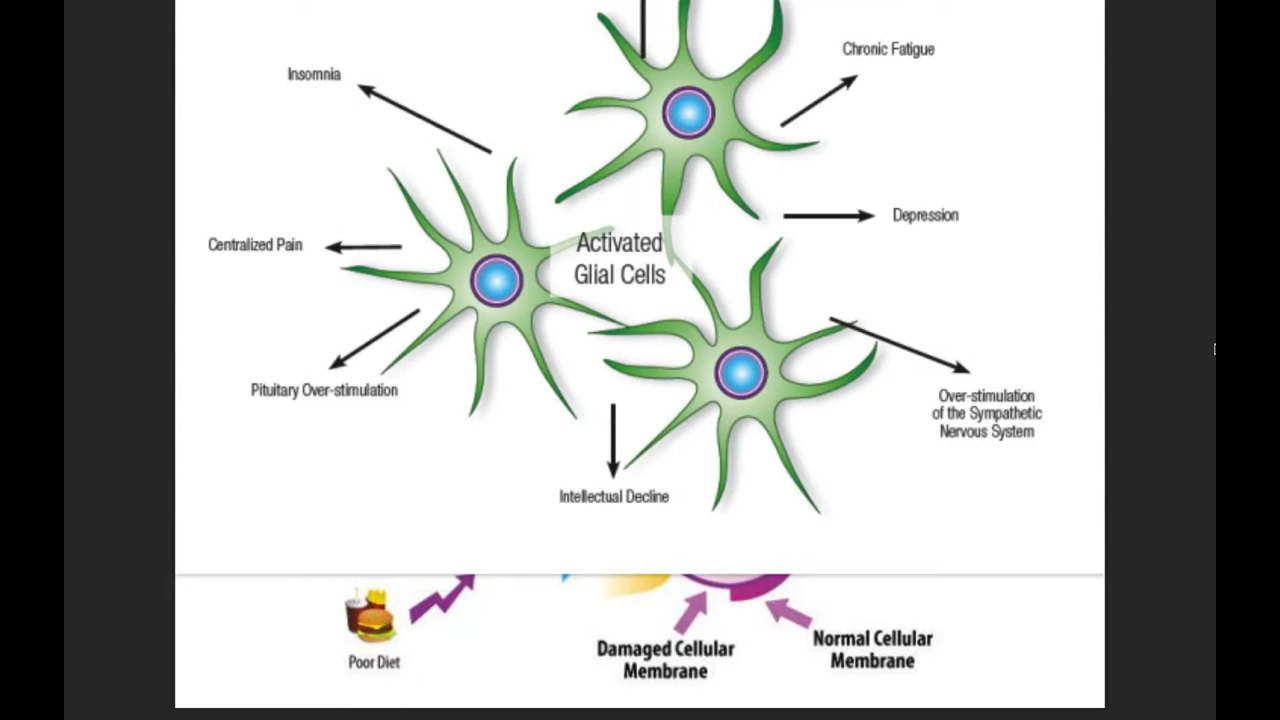 Chronic Fatigue
Insomnia
Depression
Activated
Glial Cells
Centralized Pain
Pituitary Over-stimulation
Over-stimulation
of the Sympathetic
Nervous System
Intellectual Decline
Poor Diet
Damaged Cellular
Membrane
Normal Cellular
Membrane